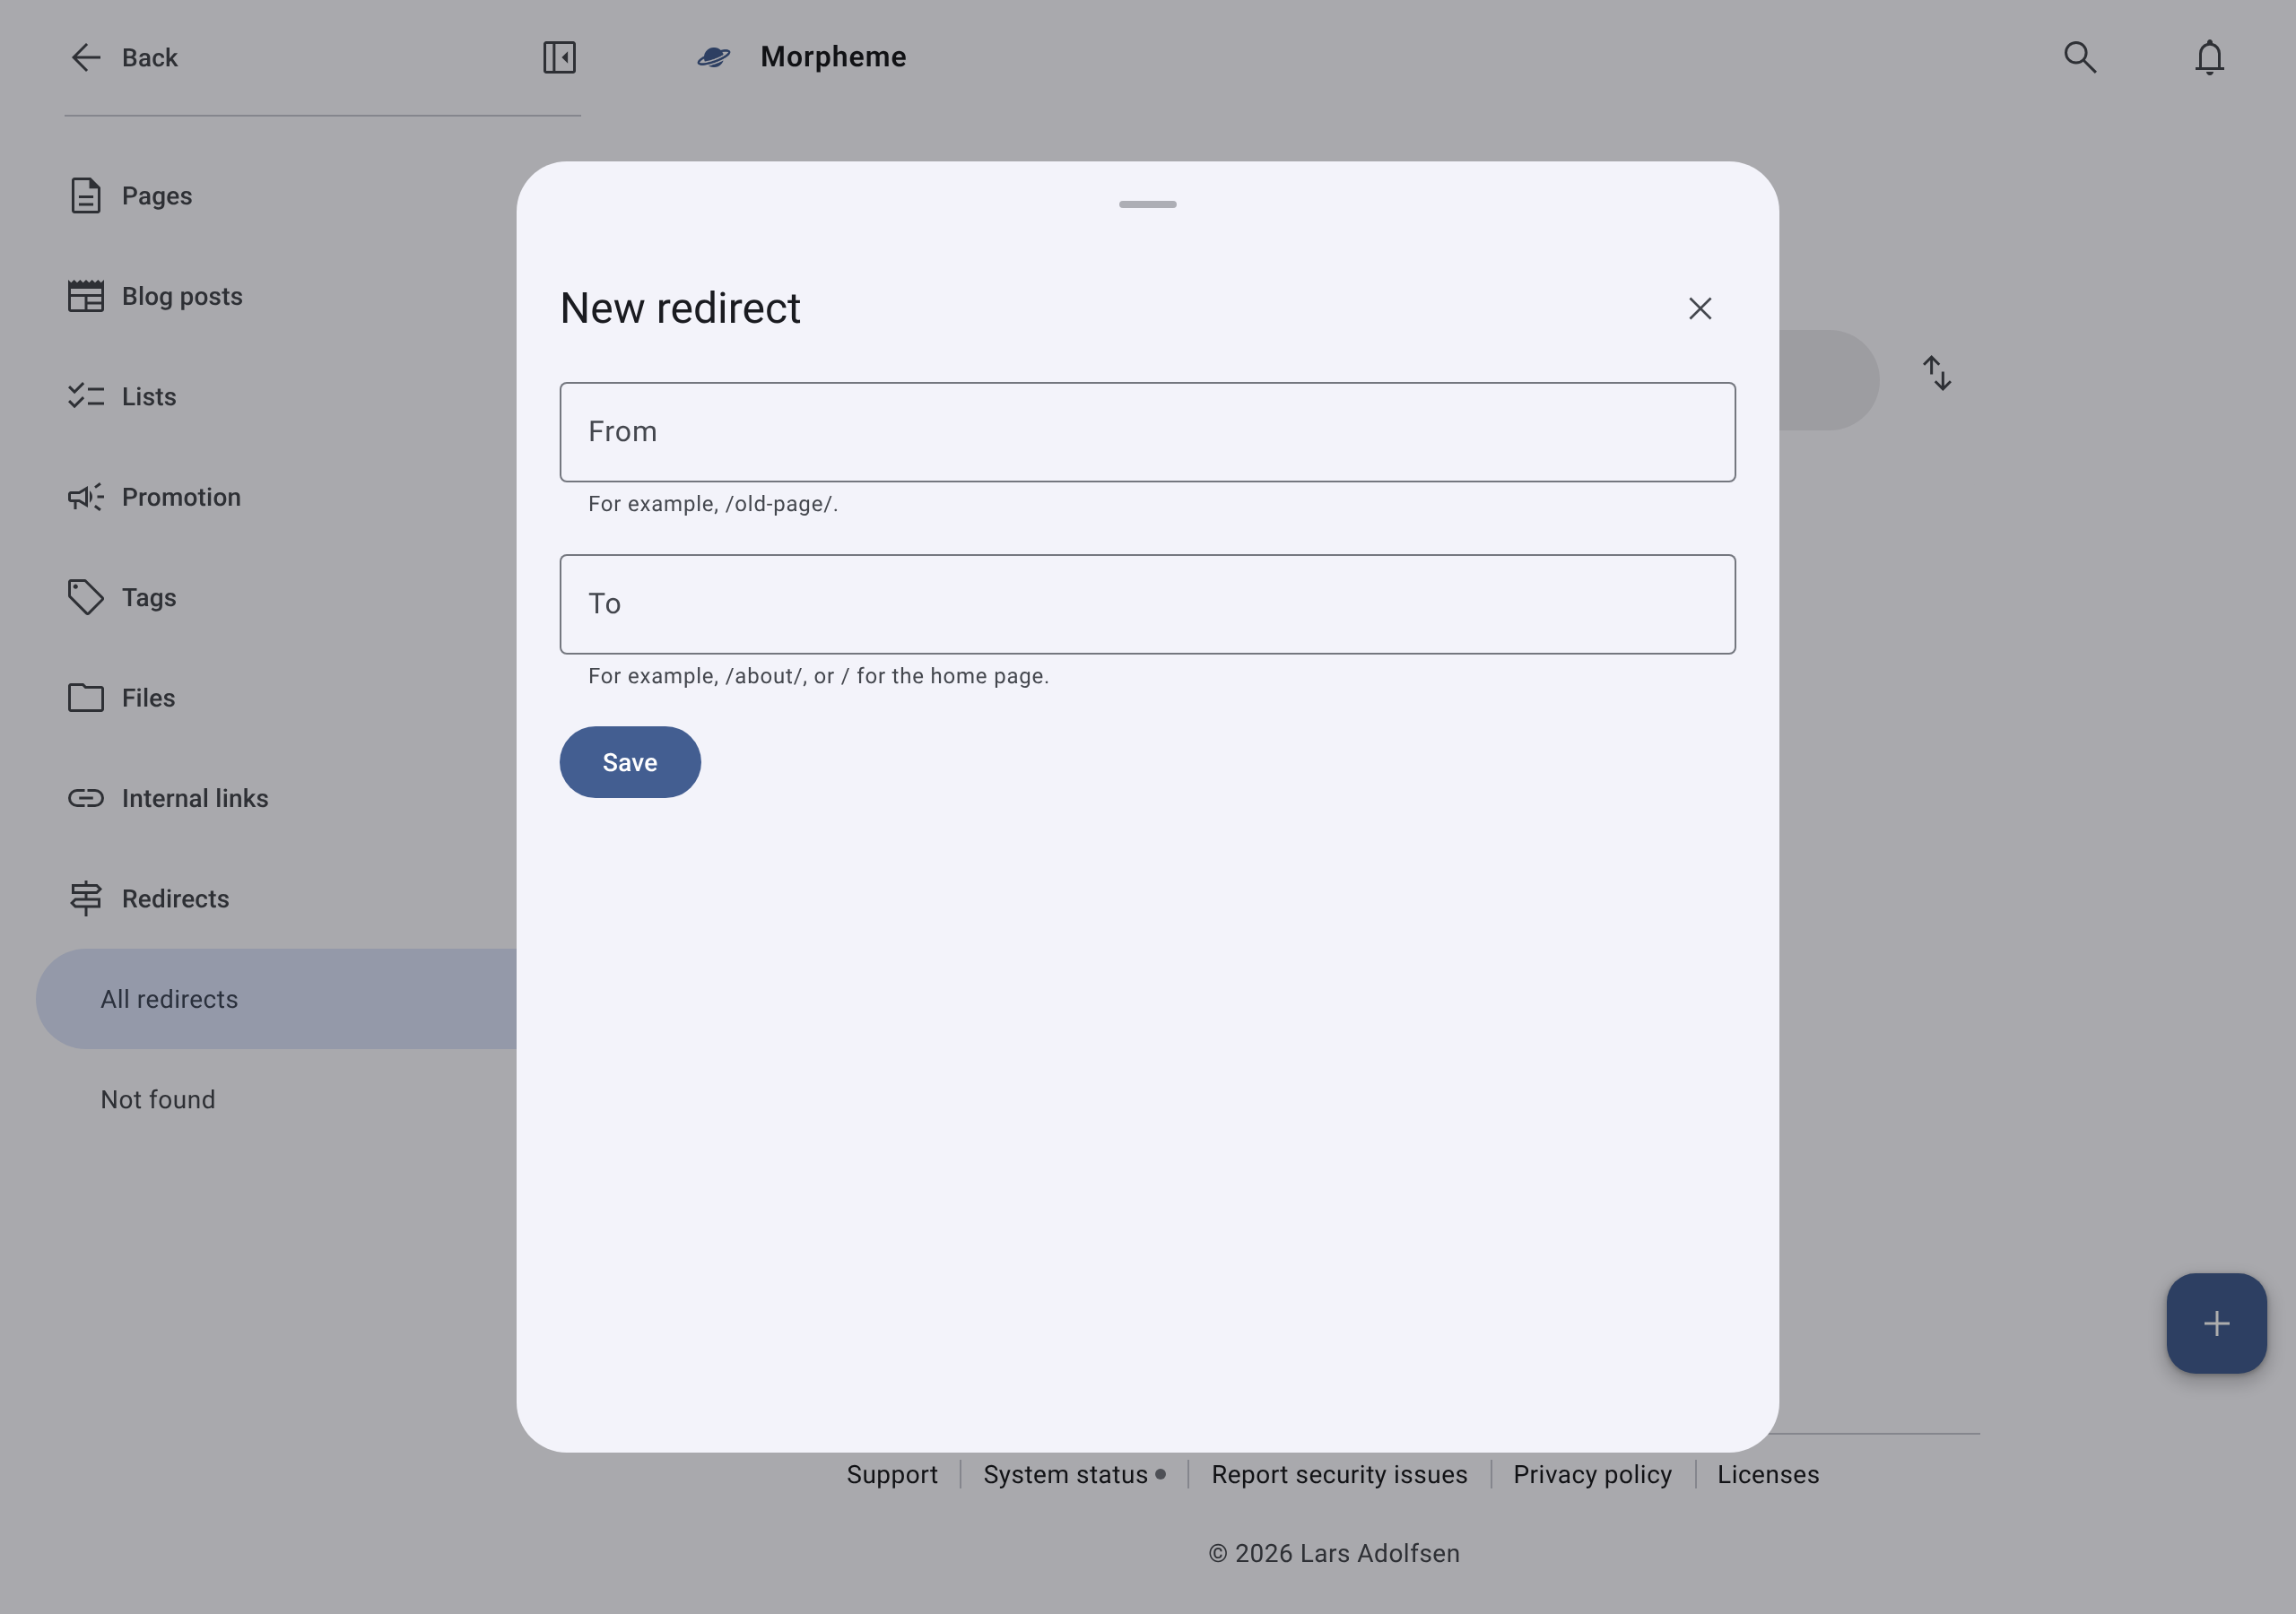 Back
Morpheme
Pages
Blog posts
Lists
Promotion
Tags
Files
Internal links
Redirects
All redirects
Not found
New redirect
From
For example, /old-page/.
To
For example, /about/, or / for the home page.
Save
Support
System status
Report security issues
Privacy policy
Licenses
© 2026 Lars Adolfsen